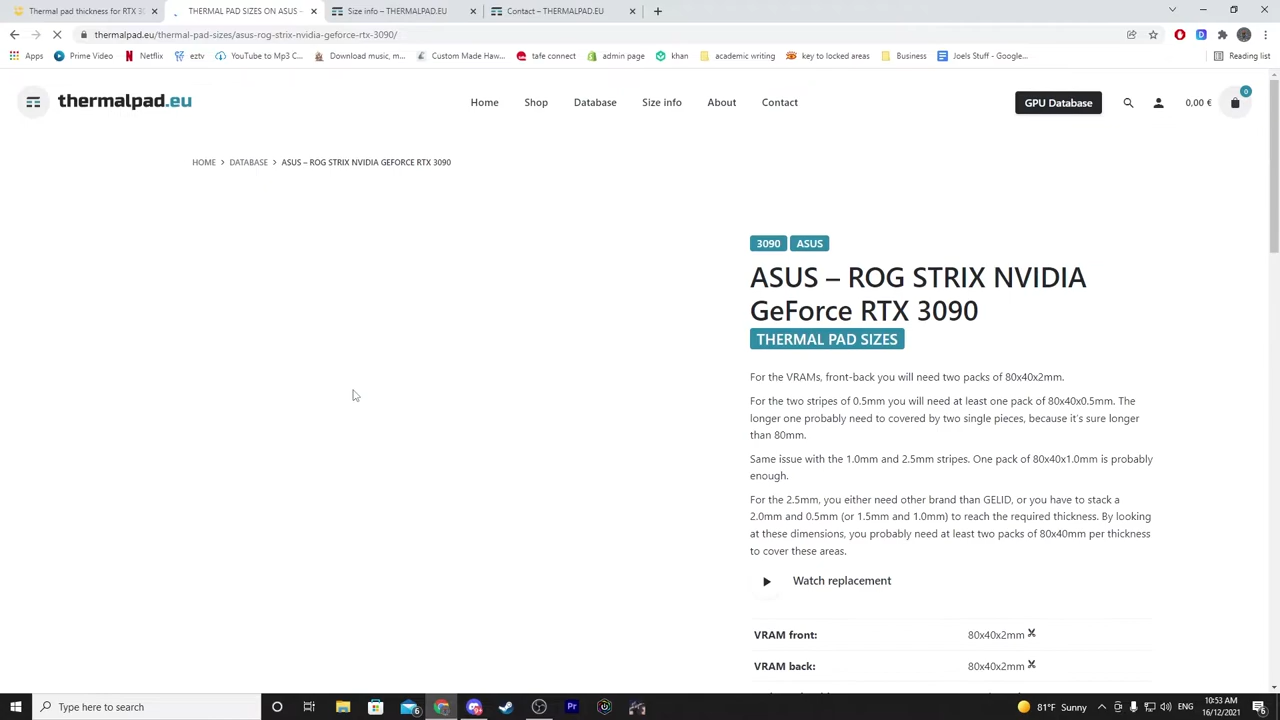 Thermal pad thickness RTX 30
THERMAL PAD SIZES ON ASUS –
Size info – THERMALPAD.EU
Contact – THERMALPAD.EU
thermalpad.eu/thermal-pad-sizes/asus-rog-strix-nvidia-geforce-rtx-3090/
Apps
Prime Video
Netflix
eztv
YouTube to Mp3 C...
Download music, m...
Custom Made Haw...
tafe connect
admin page
khan
academic writing
key to locked areas
Business
Joels Stuff - Google...
Reading list
thermalpad.eu
Home
Shop
Database
Size info
About
Contact
GPU Database
0,00 €
0
HOME > DATABASE > ASUS – ROG STRIX NVIDIA GEFORCE RTX 3090
3090 ASUS
ASUS – ROG STRIX NVIDIA
GeForce RTX 3090
THERMAL PAD SIZES
For the VRAMs, front-back you will need two packs of 80x40x2mm.
For the two stripes of 0.5mm you will need at least one pack of 80x40x0.5mm. The
longer one probably need to covered by two single pieces, because it's sure longer
than 80mm.
Same issue with the 1.0mm and 2.5mm stripes. One pack of 80x40x1.0mm is probably
enough.
For the 2.5mm, you either need other brand than GELID, or you have to stack a
2.0mm and 0.5mm (or 1.5mm and 1.0mm) to reach the required thickness. By looking
at these dimensions, you probably need at least two packs of 80x40mm per thickness
to cover these areas.
Watch replacement
VRAM front: 80x40x2mm
VRAM back: 80x40x2mm
Type here to search
6
Pr
81°F Sunny
10:53 AM
16/12/2021